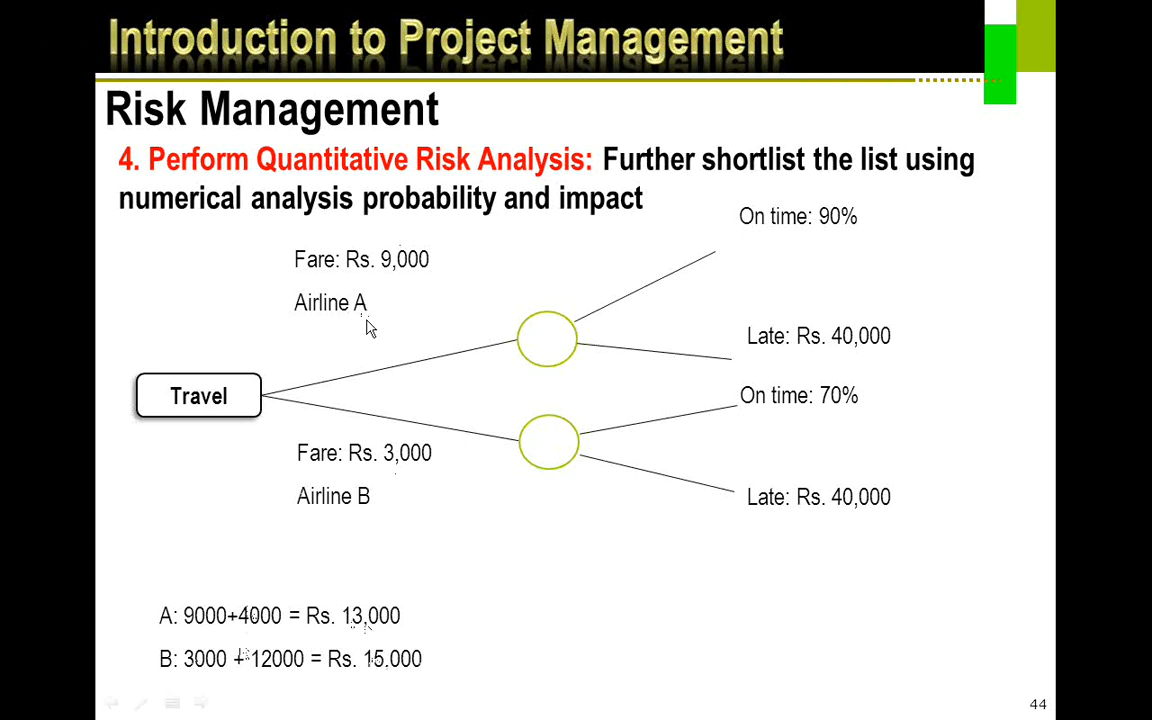 Introduction to Project Management
Risk Management
4. Perform Quantitative Risk Analysis: Further shortlist the list using
numerical analysis probability and impact
On time: 90%
Fare: Rs. 9,000
Airline A
Late: Rs. 40,000
Travel
On time: 70%
Fare: Rs. 3,000
Airline B
Late: Rs. 40,000
A: 9000+4000 = Rs. 13,000
B: 3000 + 12000 = Rs. 15.000
44